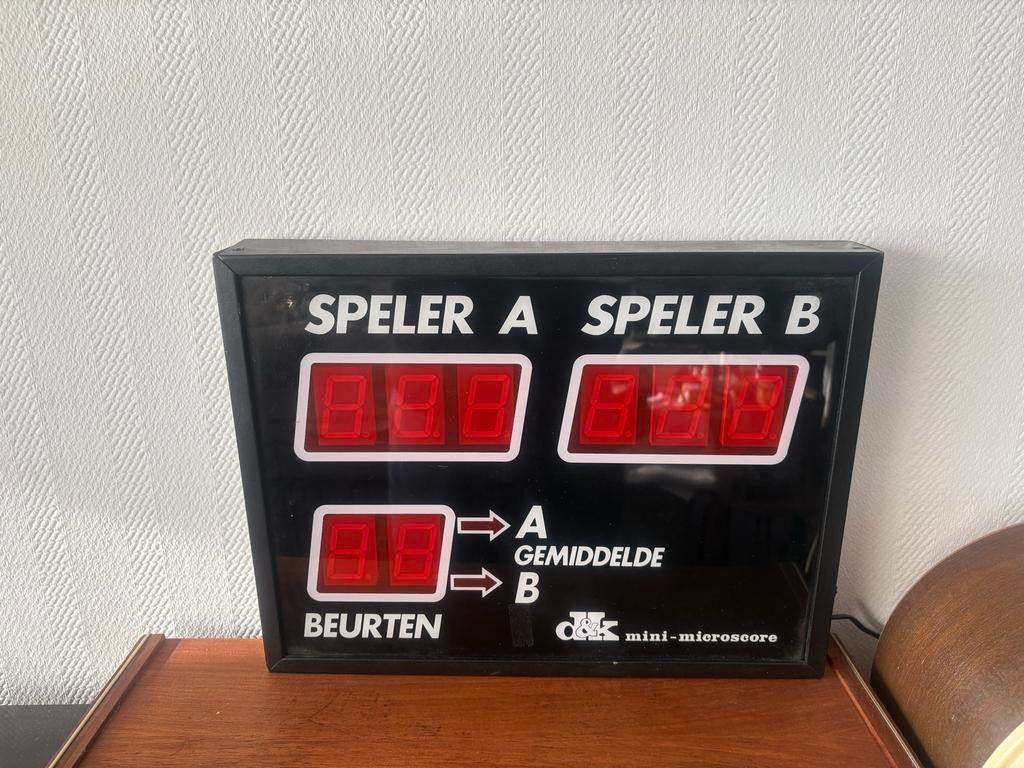 SPELER A
SPELER B
A
GEMIDDELDE
B
BEURTEN
d&k mini-microscore